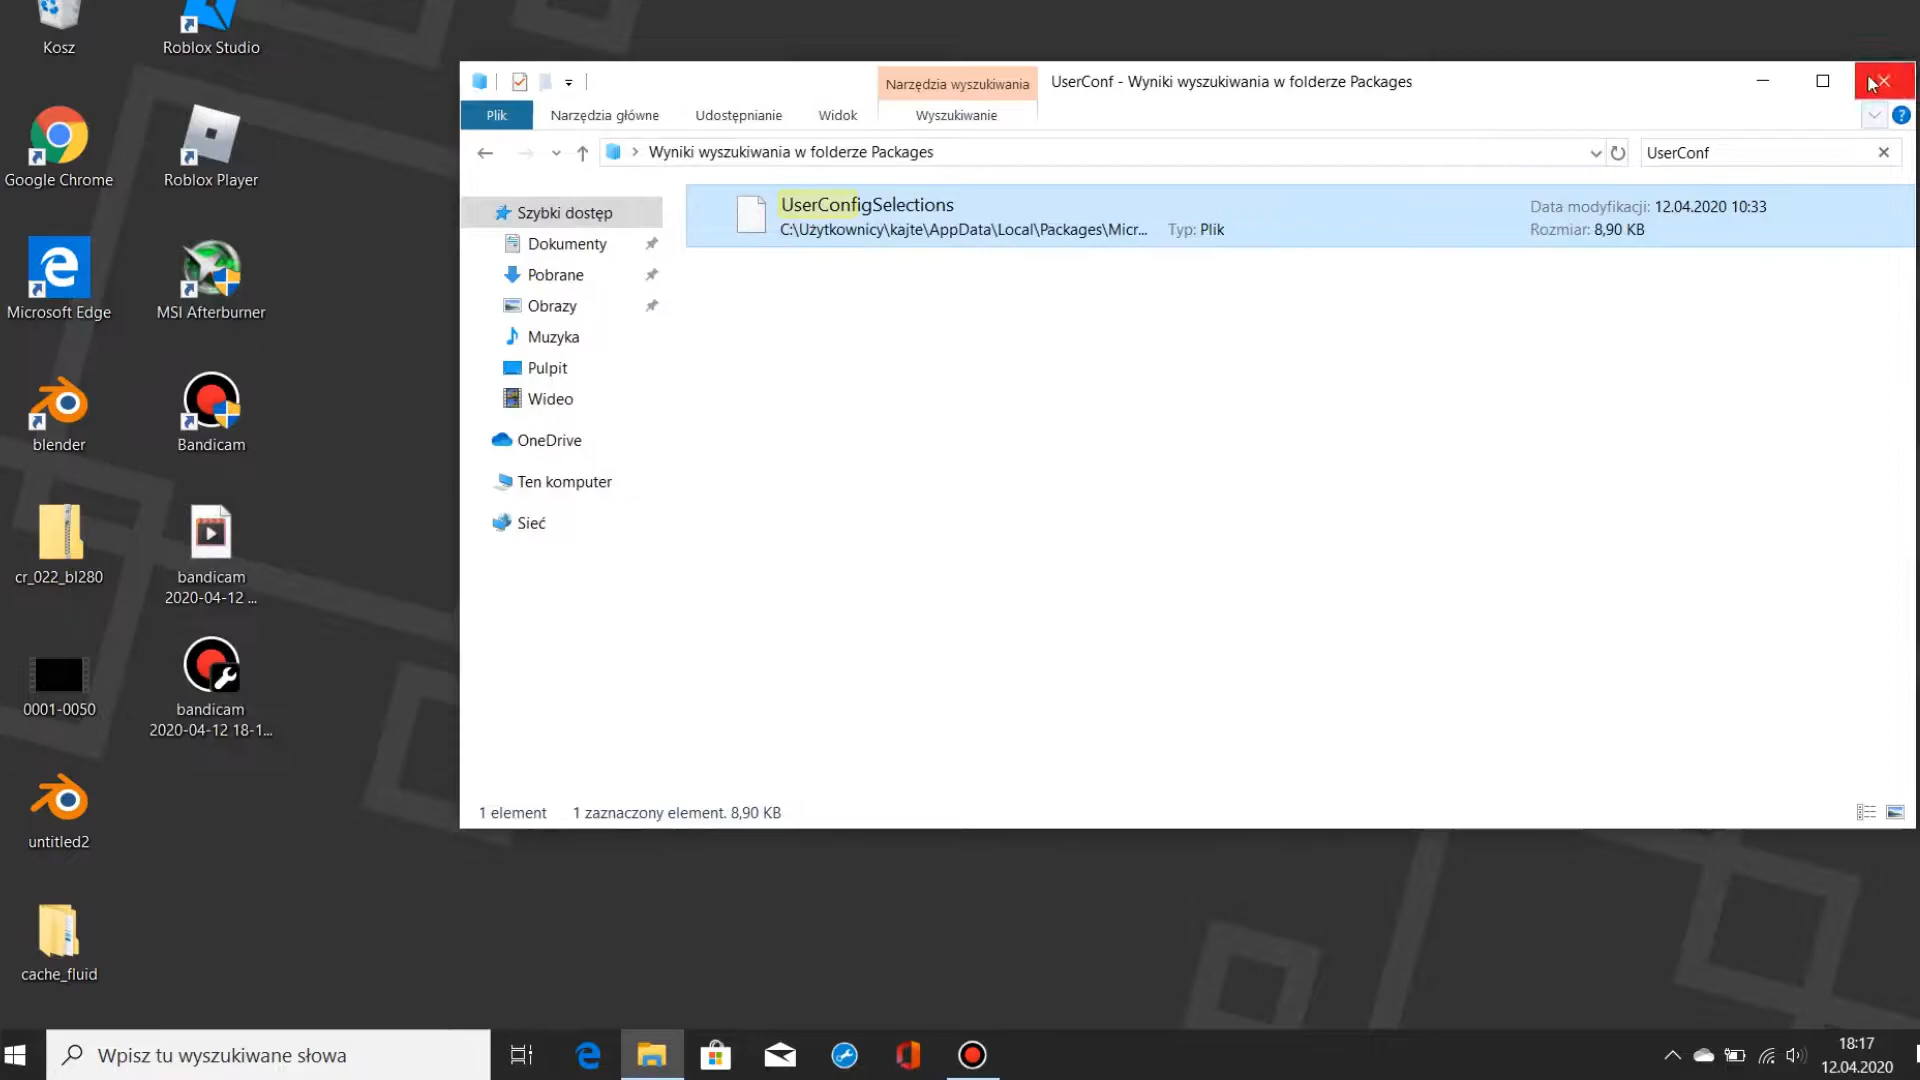 Kosz
Roblox Studio
Google Chrome
Roblox Player
Microsoft Edge
MSI Afterburner
blender
Bandicam
cr_022_bl280
bandicam
2020-04-12 ...
0001-0050
bandicam
2020-04-12 18-1...
untitled2
cache_fluid
Narzędzia wyszukiwania
UserConf - Wyniki wyszukiwania w folderze Packages
Plik
Narzędzia główne
Udostępnianie
Widok
Wyszukiwanie
Wyniki wyszukiwania w folderze Packages
UserConf
Szybki dostęp
Dokumenty
Pobrane
Obrazy
Muzyka
Pulpit
Wideo
OneDrive
Ten komputer
Sieć
UserConfigSelections
C:\Użytkownicy\kajte\AppData\Local\Packages\Micr...
Typ: Plik
Data modyfikacji: 12.04.2020 10:33
Rozmiar: 8,90 KB
1 element
1 zaznaczony element. 8,90 KB
Wpisz tu wyszukiwane słowa
18:17
12.04.2020